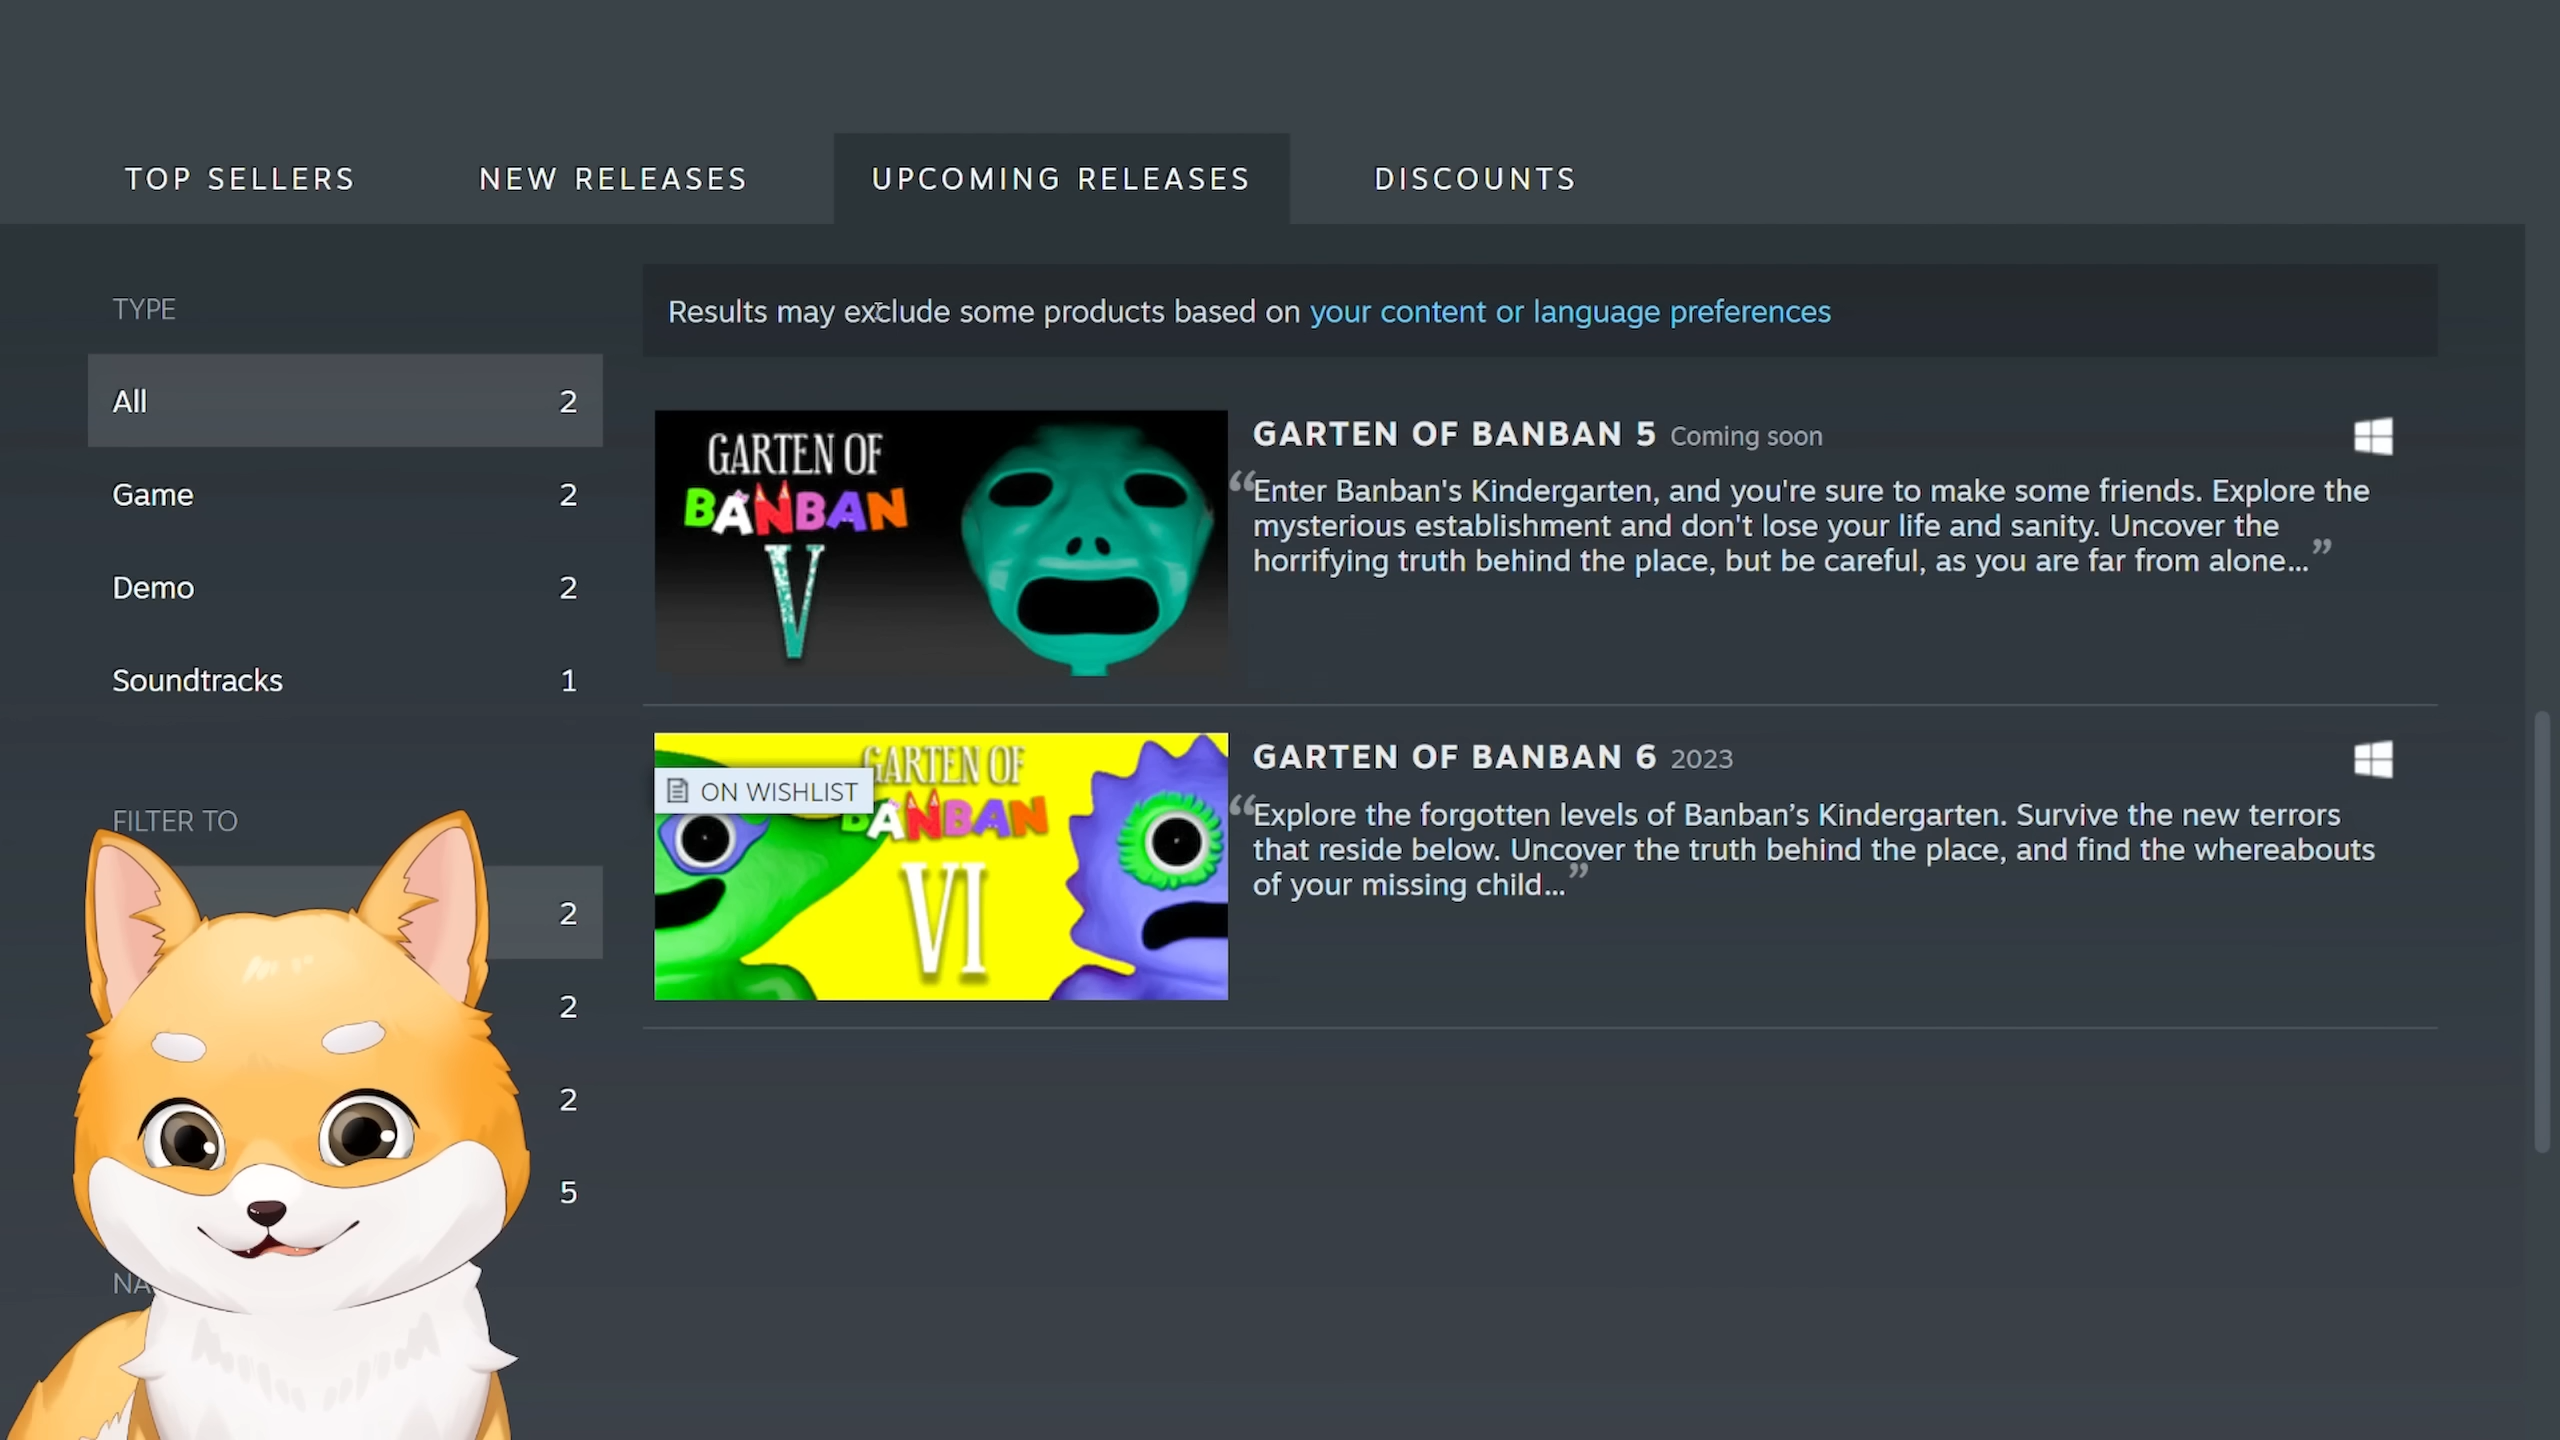 TOP SELLERS
NEW RELEASES
UPCOMING RELEASES
DISCOUNTS
TYPE
All 2
Game 2
Demo 2
Soundtracks 1
FILTER TO
2
2
2
5
Results may exclude some products based on your content or language preferences
GARTEN OF
BANBAN
V
GARTEN OF BANBAN 5 Coming soon
“Enter Banban's Kindergarten, and you're sure to make some friends. Explore the
mysterious establishment and don't lose your life and sanity. Uncover the
horrifying truth behind the place, but be careful, as you are far from alone...”
ON WISHLIST
GARTEN OF
BANBAN
VI
GARTEN OF BANBAN 6 2023
“Explore the forgotten levels of Banban’s Kindergarten. Survive the new terrors
that reside below. Uncover the truth behind the place, and find the whereabouts
of your missing child...”